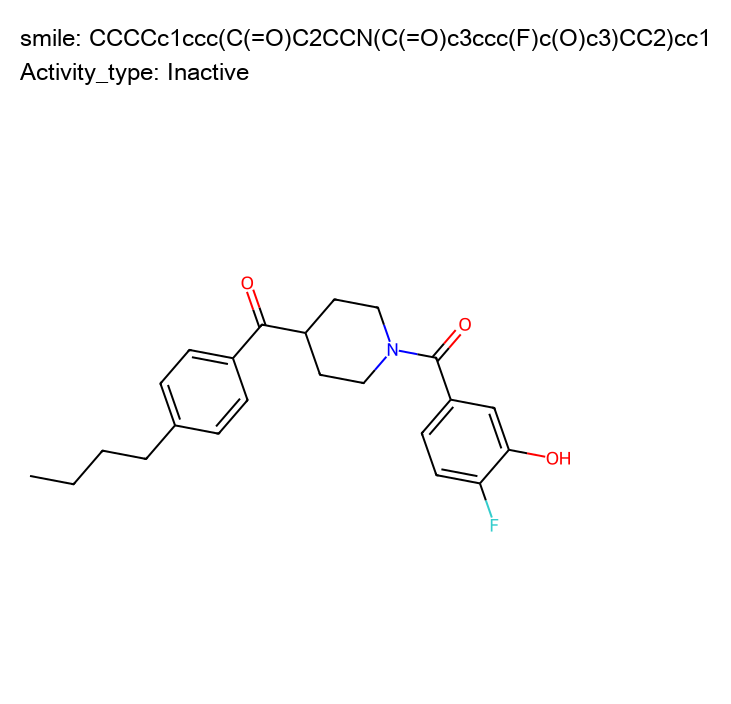 smile: CCCCc1ccc(C(=O)C2CCN(C(=O)c3ccc(F)c(O)c3)CC2)cc1
Activity_type: Inactive
O
O
N
OH
F